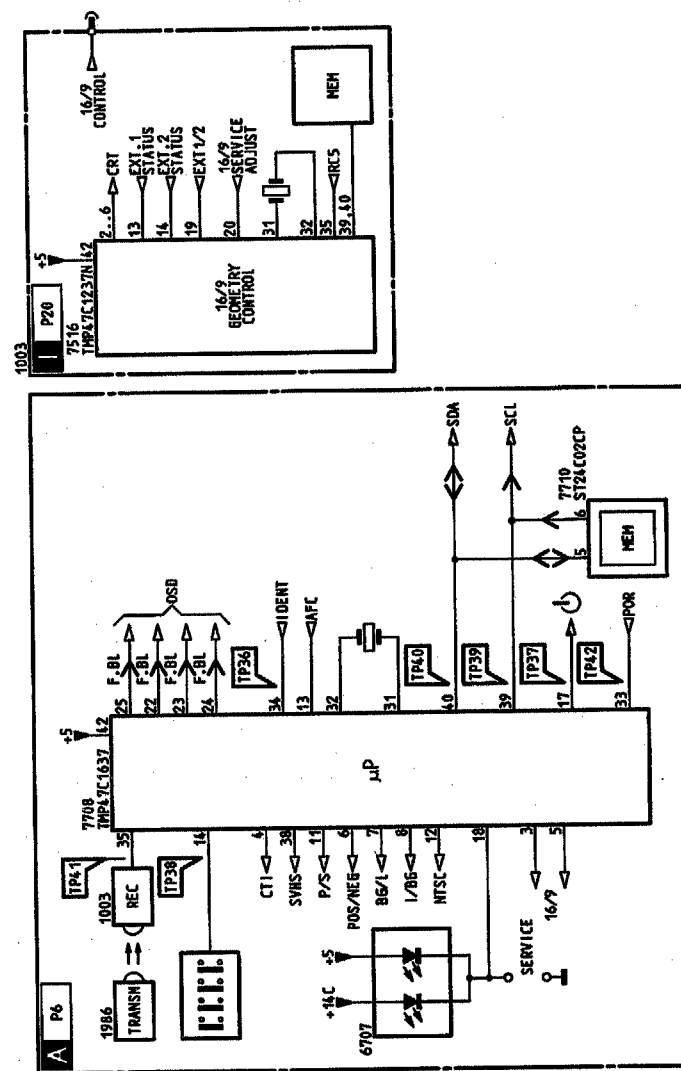 1003
P20
7516
TMP47C1237N
+5
42
16/9
GEOMETRY
CONTROL
2..6
CRT
13
EXT.1
STATUS
14
EXT.2
STATUS
19
EXT1/2
20
16/9
SERVICE
ADJUST
31
32
35
RC5
39,40
MEM
16/9
CONTROL
A
P6
1986
TRANSM
1003
REC
TP41
35
TP38
14
7708
TMP47C1637
+5
42
µP
25
F.BL
22
F.BL
23
F.BL
24
F.BL
OSD
TP36
34
IDENT
13
AFC
32
31
TP40
40
SDA
TP39
39
SCL
TP37
17
TP42
33
POR
7710
ST24C02CP
5
6
MEM
CTI
4
SVHS
38
P/S
11
POS/NEG
6
BG/L
7
I/BG
8
NTSC
12
18
3
5
16/9
SERVICE
6707
+14C
+5